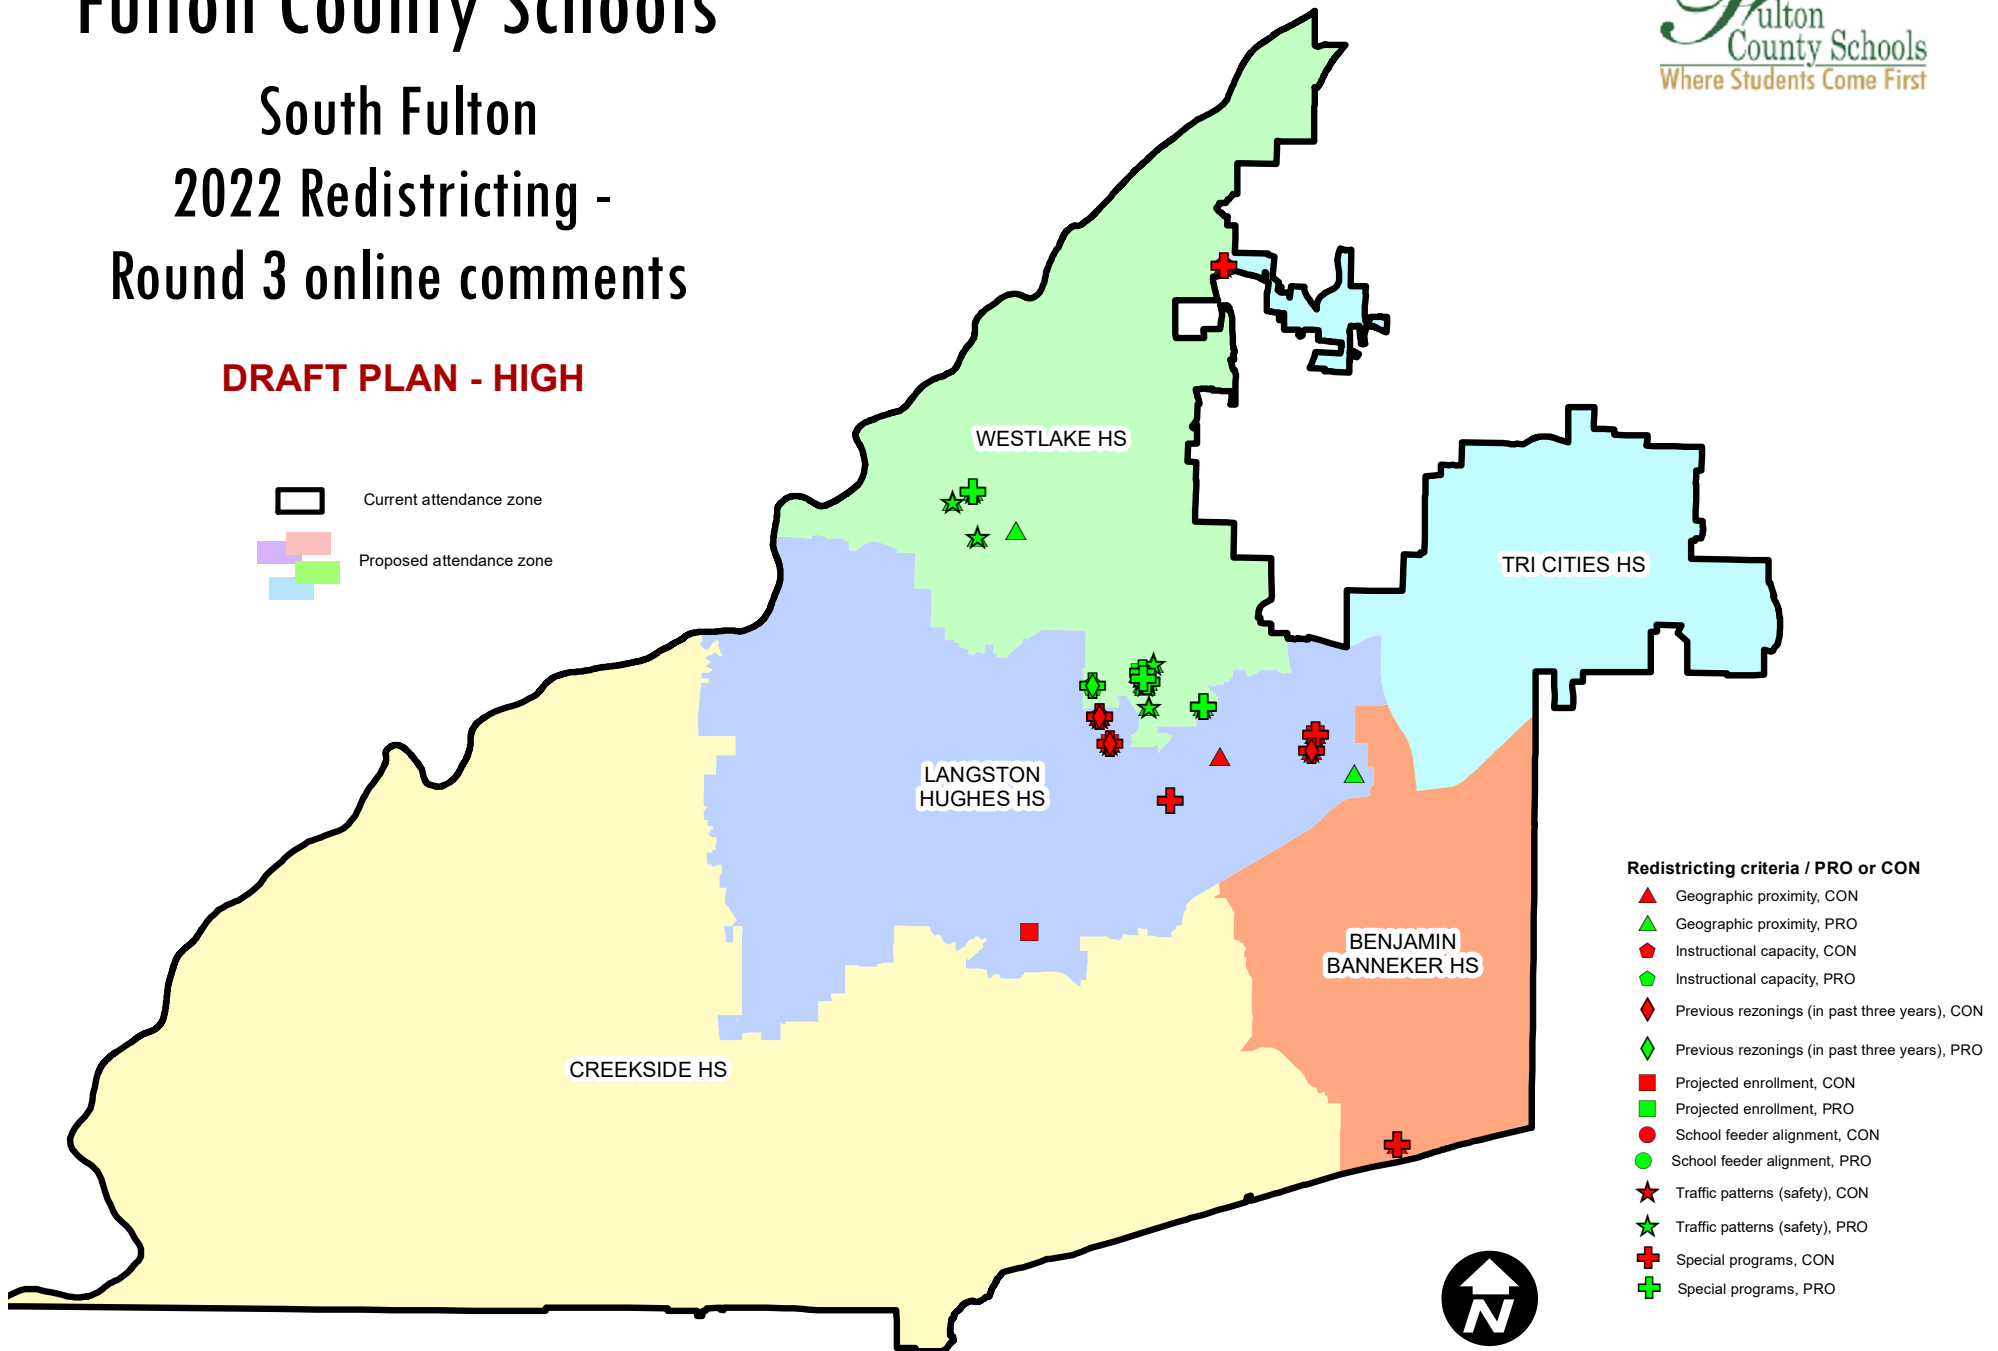 Fulton County Schools
South Fulton
2022 Redistricting -
Round 3 online comments
DRAFT PLAN - HIGH
Current attendance zone
Proposed attendance zone
Fulton
County Schools
Where Students Come First
WESTLAKE HS
TRI CITIES HS
LANGSTON
HUGHES HS
BENJAMIN
BANNEKER HS
CREEKSIDE HS
Redistricting criteria / PRO or CON
Geographic proximity, CON
Geographic proximity, PRO
Instructional capacity, CON
Instructional capacity, PRO
Previous rezonings (in past three years), CON
Previous rezonings (in past three years), PRO
Projected enrollment, CON
Projected enrollment, PRO
School feeder alignment, CON
School feeder alignment, PRO
Traffic patterns (safety), CON
Traffic patterns (safety), PRO
Special programs, CON
Special programs, PRO
N